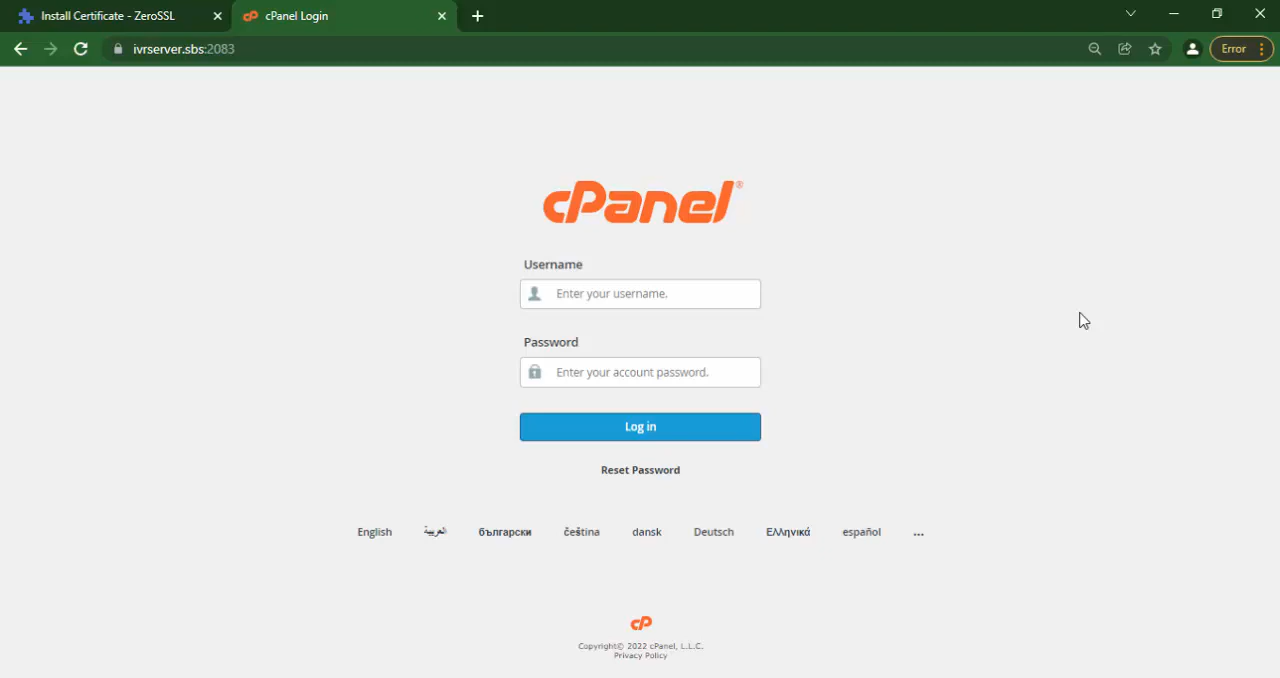 Install Certificate - ZeroSSL
cPanel Login
ivrserver.sbs:2083
Error
cPanel®
Username
Enter your username.
Password
Enter your account password.
Log in
Reset Password
English العربية български čeština dansk Deutsch Ελληνικά español ...
cP
Copyright© 2022 cPanel, L.L.C.
Privacy Policy